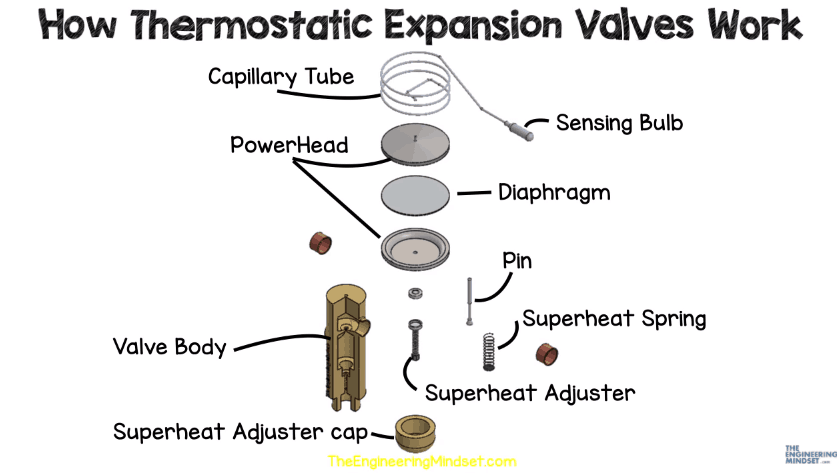 How Thermostatic Expansion Valves Work
Capillary Tube
Sensing Bulb
PowerHead
Diaphragm
Pin
Superheat Spring
Valve Body
Superheat Adjuster
Superheat Adjuster cap
TheEngineeringMindset.com
THE
ENGINEERING
MINDSET.com